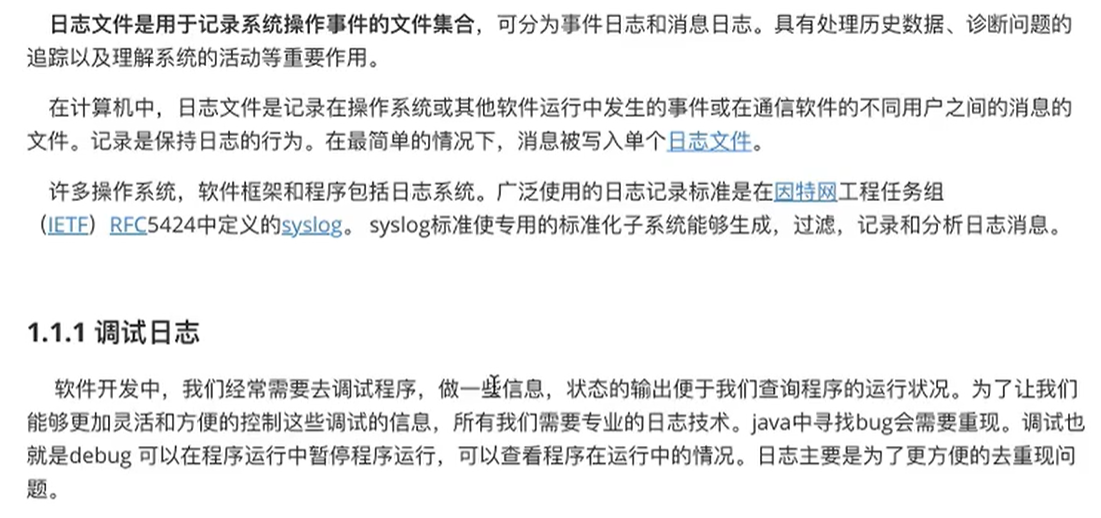 日志文件是用于记录系统操作事件的文件集合，可分为事件日志和消息日志。具有处理历史数据、诊断问题的
追踪以及理解系统的活动等重要作用。
在计算机中，日志文件是记录在操作系统或其他软件运行中发生的事件或在通信软件的不同用户之间的消息的
文件。记录是保持日志的行为。在最简单的情况下，消息被写入单个日志文件。
许多操作系统，软件框架和程序包括日志系统。广泛使用的日志记录标准是在因特网工程任务组
（IETF）RFC5424中定义的syslog。 syslog标准使专用的标准化子系统能够生成，过滤，记录和分析日志消息。
1.1.1 调试日志
软件开发中，我们经常需要去调试程序，做一些信息，状态的输出便于我们查询程序的运行状况。为了让我们
能够更加灵活和方便的控制这些调试的信息，所有我们需要专业的日志技术。java中寻找bug会需要重现。调试也
就是debug 可以在程序运行中暂停程序运行，可以查看程序在运行中的情况。日志主要是为了更方便的去重现问
题。